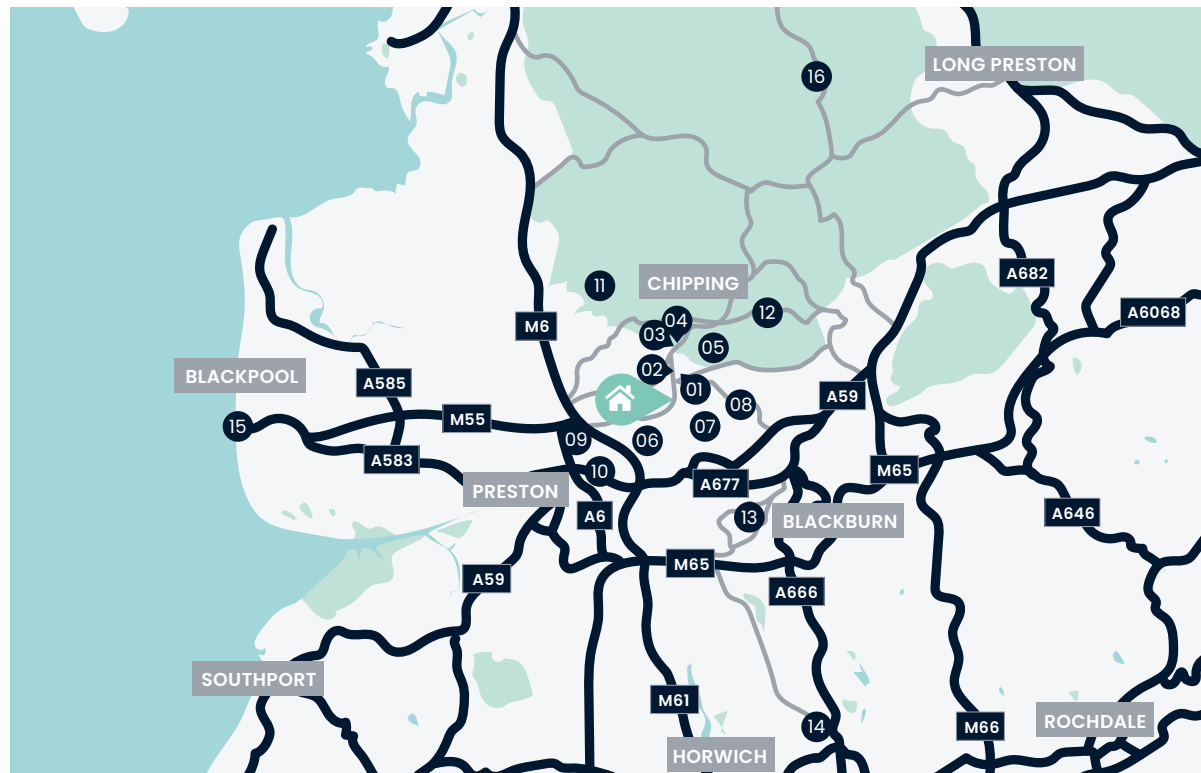 LONG PRESTON
16
A682
CHIPPING
11
A6068
04
12
M6
03
05
BLACKPOOL
02
A585
01
A59
08
M55
15
07
09
06
A583
M65
10
A677
PRESTON
A6
13
BLACKBURN
A646
M65
A59
A666
SOUTHPORT
M61
ROCHDALE
14
M66
HORWICH